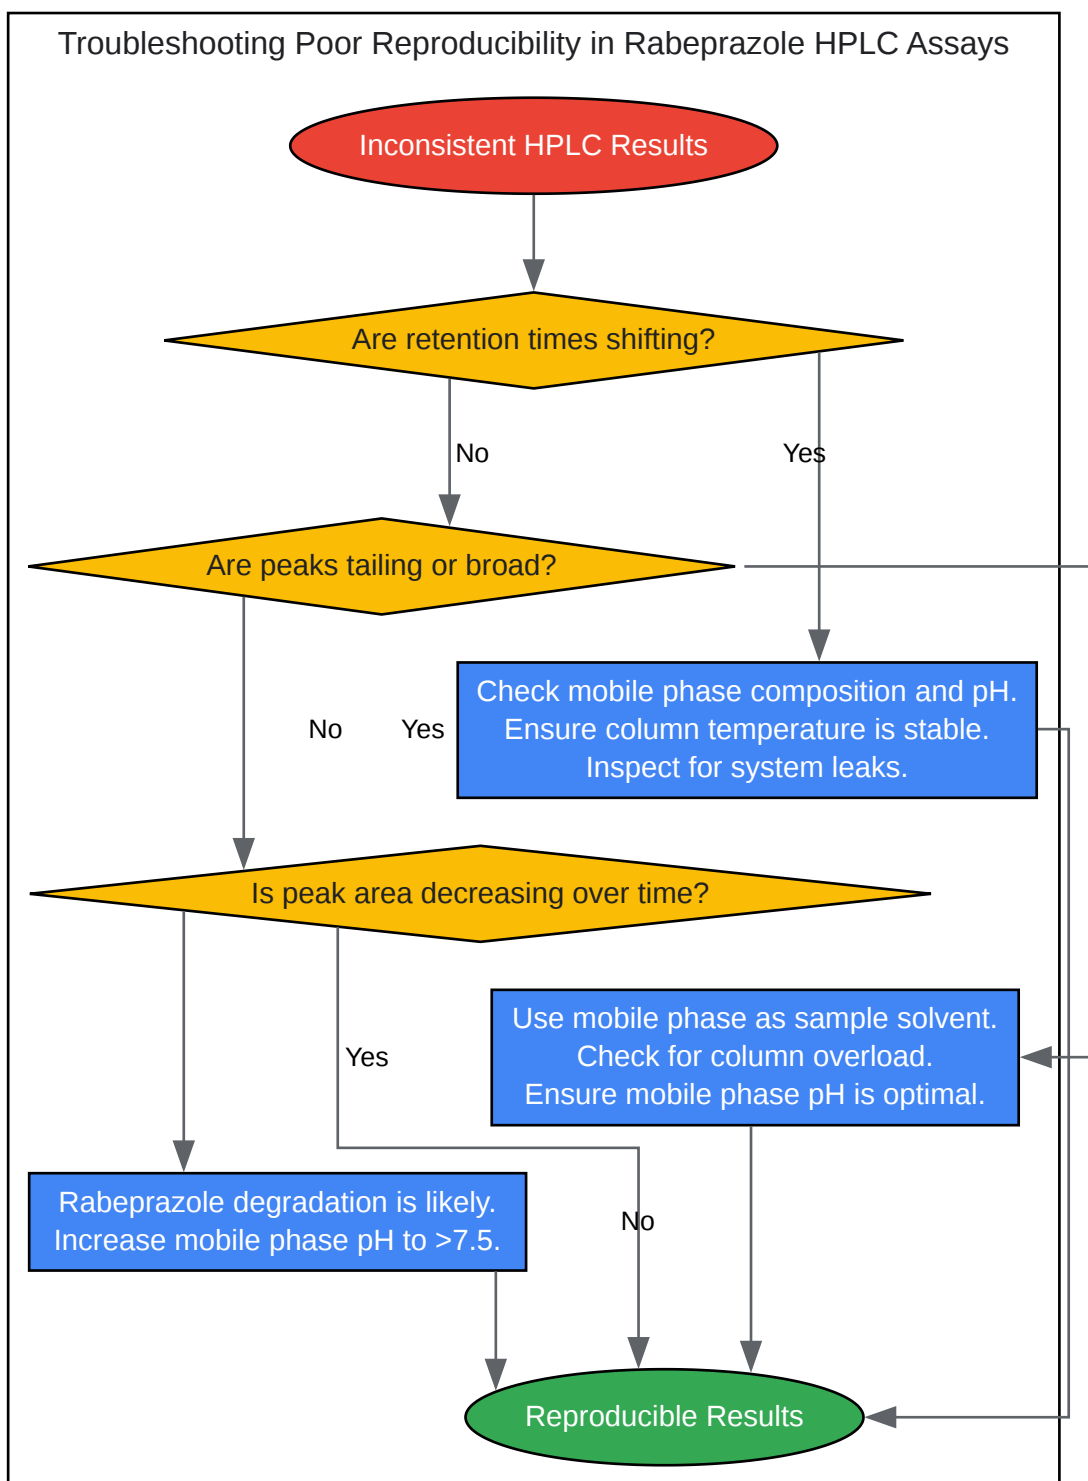 Troubleshooting Poor Reproducibility in Rabeprazole HPLC Assays
Inconsistent HPLC Results
Are retention times shifting?
No
Yes
Are peaks tailing or broad?
Check mobile phase composition and pH.
Ensure column temperature is stable.
Inspect for system leaks.
No
Yes
Is peak area decreasing over time?
Use mobile phase as sample solvent.
Check for column overload.
Ensure mobile phase pH is optimal.
Yes
Rabeprazole degradation is likely.
Increase mobile phase pH to >7.5.
No
Reproducible Results